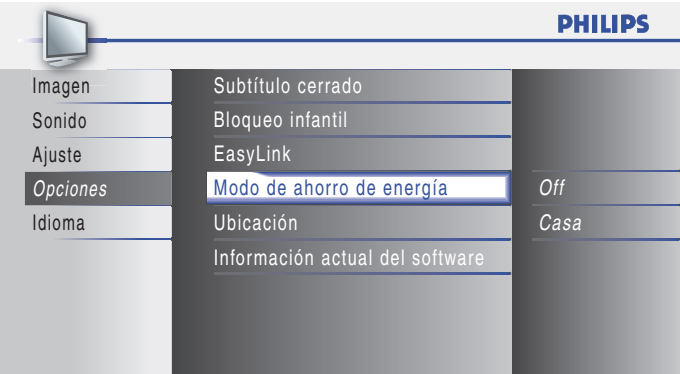 PHILIPS
Imagen
Sonido
Ajuste
Opciones
Idioma
Subtítulo cerrado
Bloqueo infantil
EasyLink
Modo de ahorro de energía
Ubicación
Información actual del software
Off
Casa